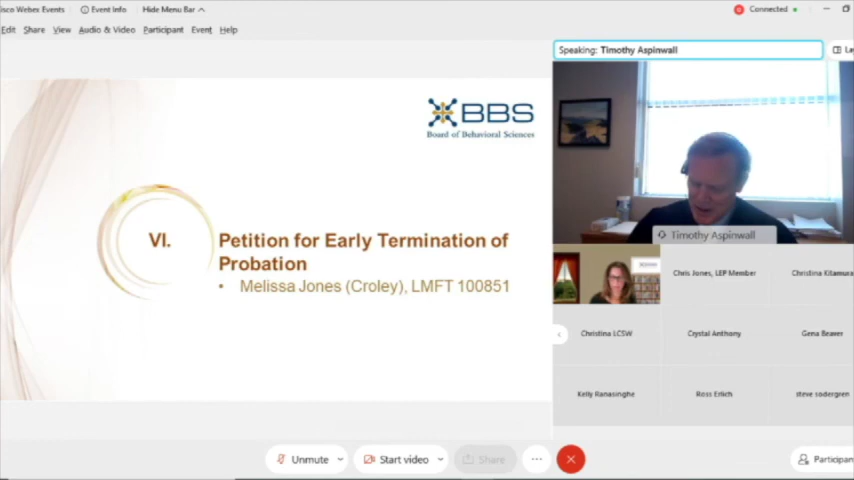 isco Webex Events
Event Info
Hide Menu Bar
Connected
Edit Share View Audio & Video Participant Event Help
Speaking: Timothy Aspinwall
BBS
Board of Behavioral Sciences
VI.
Petition for Early Termination of
Probation
• Melissa Jones (Croley), LMFT 100851
Timothy Aspinwall
Chris Jones, LEP Member
Christina Kitamura
Christina LCSW
Crystal Anthony
Gena Beaver
Kelly Ranasinghe
Ross Erlich
steve sodergren
Unmute
Start video
Share
Participan